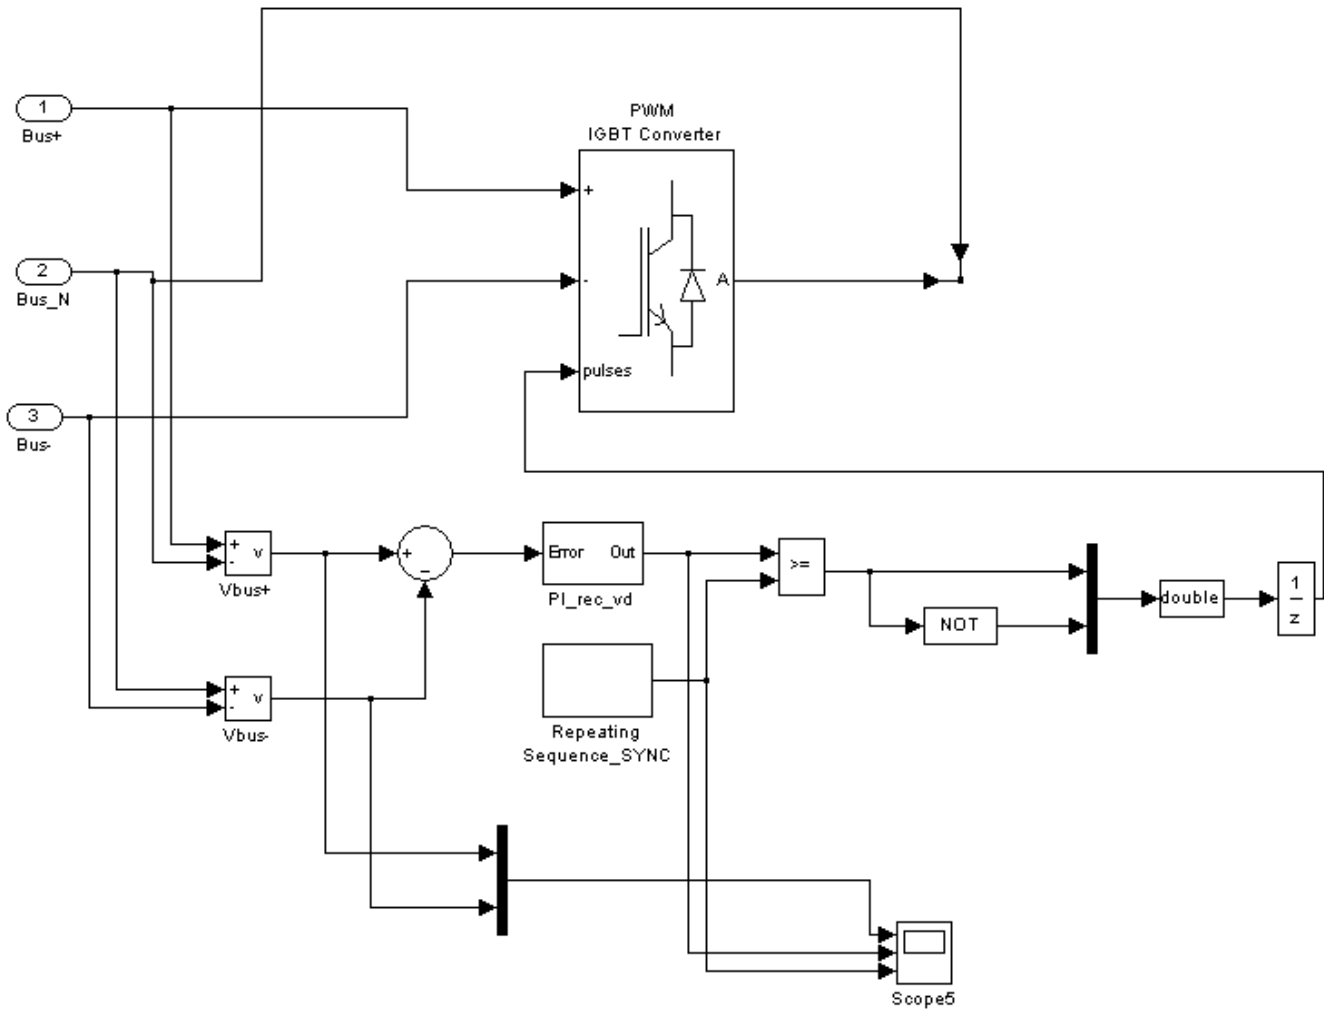 1
Bus+
PWM
IGBT Converter
+
2
Bus_N
-
A
pulses
3
Bus-
+
-
v
Vbus+
+
−
Error
Out
PI_rec_vd
>=
NOT
double
1
z
+
-
v
Vbus-
Repeating
Sequence_SYNC
Scope5